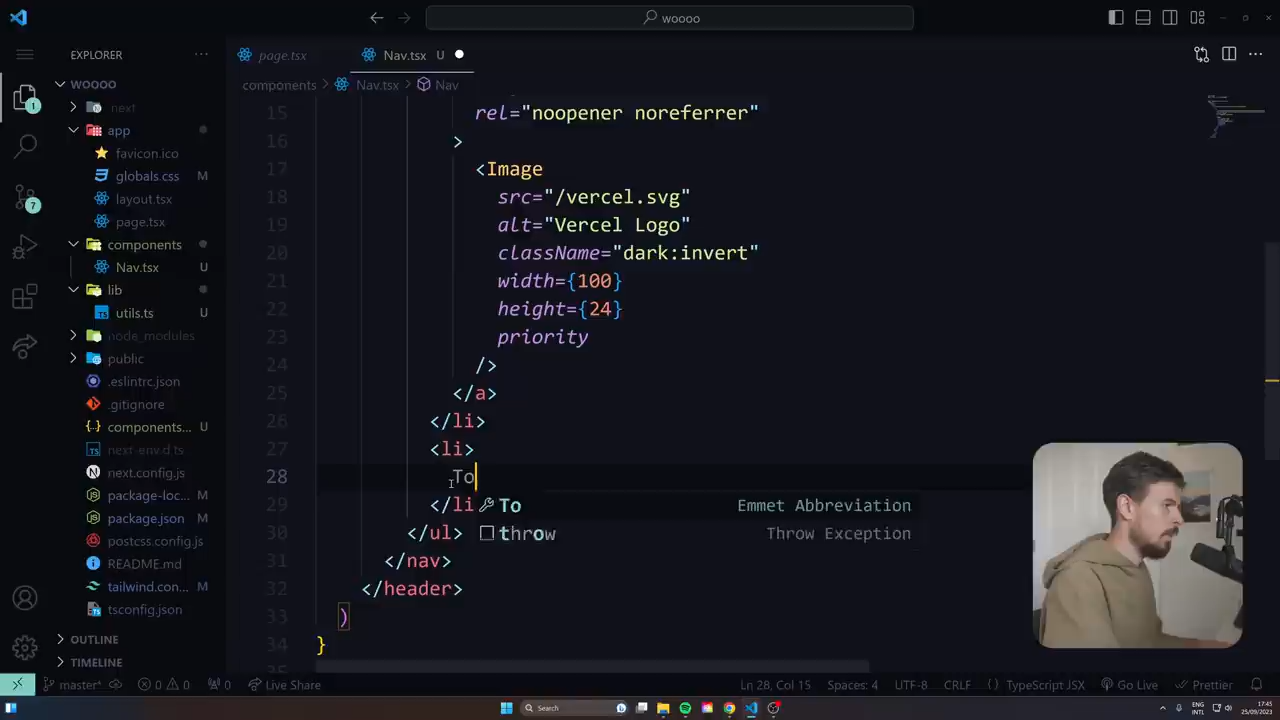 woooo
EXPLORER
page.tsx
Nav.tsx U
components > Nav.tsx > Nav
WOOOO
.next
app
favicon.ico
globals.css M
layout.tsx
page.tsx
components
Nav.tsx U
lib
utils.ts U
node_modules
public
.eslintrc.json
.gitignore
components... U
next-env.d.ts
next.config.js
package-loc... M
package.json M
postcss.config.js
README.md
tailwind.con... M
tsconfig.json
OUTLINE
TIMELINE
1
7
15 rel="noopener noreferrer"
16 >
17 <Image
18 src="/vercel.svg"
19 alt="Vercel Logo"
20 className="dark:invert"
21 width={100}
22 height={24}
23 priority
24 />
25 </a>
26 </li>
27 <li>
28 To
29 </li
To Emmet Abbreviation
throw Throw Exception
30 </ul>
31 </nav>
32 </header>
33 )
34 }
35
master* 0 0 0 Live Share Ln 28, Col 15 Spaces: 4 UTF-8 CRLF {} TypeScript JSX Go Live Prettier
Search
ENG
INTL
17:45
25/09/2023